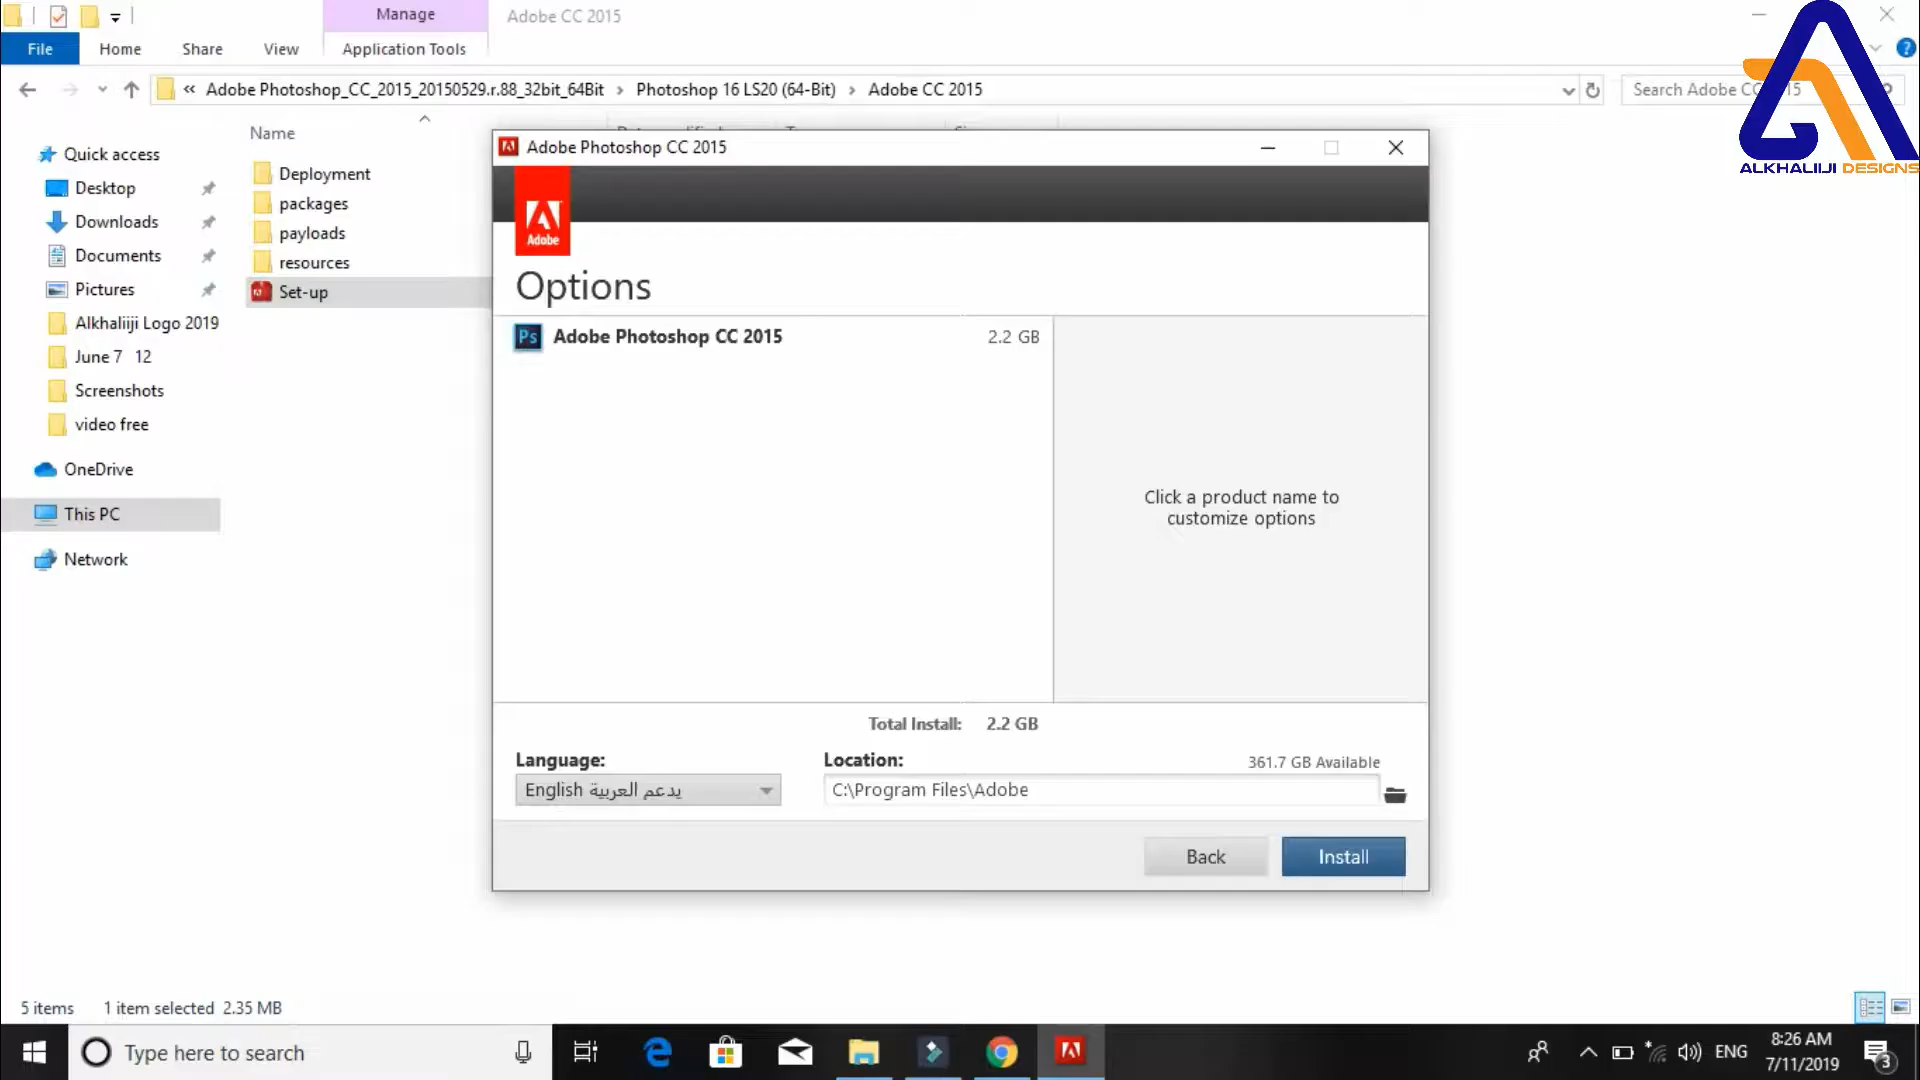 Manage
Adobe CC 2015
File
Home
Share
View
Application Tools
« Adobe Photoshop_CC_2015_20150529.r.88_32bit_64Bit › Photoshop 16 LS20 (64-Bit) › Adobe CC 2015
ALKHALIIJI DESIGNS
Name
Quick access
Desktop
Downloads
Documents
Pictures
Alkhaliiji Logo 2019
June 7 12
Screenshots
video free
OneDrive
This PC
Network
Deployment
packages
payloads
resources
Set-up
Adobe Photoshop CC 2015
Adobe
Options
Ps
Adobe Photoshop CC 2015
2.2 GB
Click a product name to
customize options
Total Install: 2.2 GB
Language:
English يدعم العربية
Location:
361.7 GB Available
C:\Program Files\Adobe
Back
Install
5 items
1 item selected 2.35 MB
Type here to search
ENG
8:26 AM
7/11/2019
3